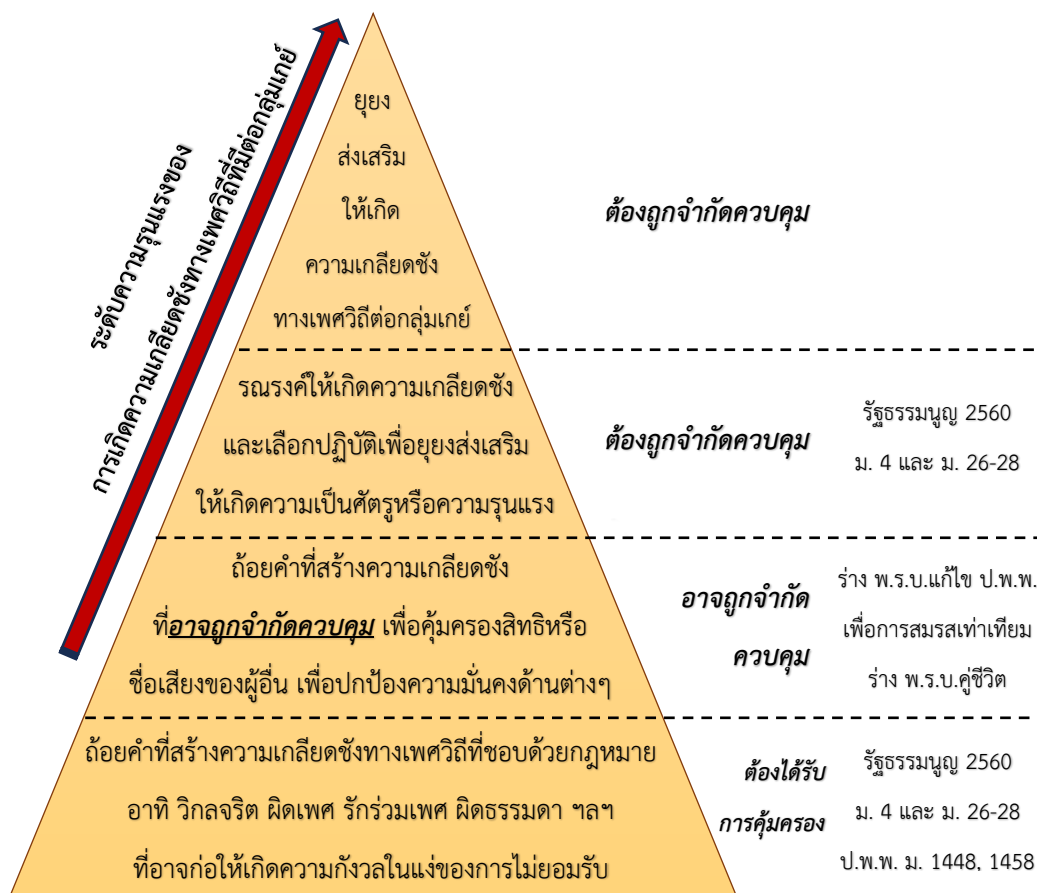 ระดับความรุนแรงของ
การเกิดความเกลียดชังทางเพศวิถีที่มีต่อกลุ่มเกย์
ยุยง
ส่งเสริม
ให้เกิด
ความเกลียดชัง
ทางเพศวิถีต่อกลุ่มเกย์
ต้องถูกจำกัดควบคุม
รณรงค์ให้เกิดความเกลียดชัง
และเลือกปฏิบัติเพื่อยุยงส่งเสริม
ให้เกิดความเป็นศัตรูหรือความรุนแรง
ต้องถูกจำกัดควบคุม
รัฐธรรมนูญ 2560
ม. 4 และ ม. 26-28
ถ้อยคำที่สร้างความเกลียดชัง
ที่อาจถูกจำกัดควบคุม เพื่อคุ้มครองสิทธิหรือ
ชื่อเสียงของผู้อื่น เพื่อปกป้องความมั่นคงด้านต่างๆ
อาจถูกจำกัด
ควบคุม
ร่าง พ.ร.บ.แก้ไข ป.พ.พ.
เพื่อการสมรสเท่าเทียม
ร่าง พ.ร.บ.คู่ชีวิต
ถ้อยคำที่สร้างความเกลียดชังทางเพศวิถีที่ชอบด้วยกฎหมาย
อาทิ วิกลจริต ผิดเพศ รักร่วมเพศ ผิดธรรมดา ฯลฯ
ที่อาจก่อให้เกิดความกังวลในแง่ของการไม่ยอมรับ
ต้องได้รับ
การคุ้มครอง
รัฐธรรมนูญ 2560
ม. 4 และ ม. 26-28
ป.พ.พ. ม. 1448, 1458